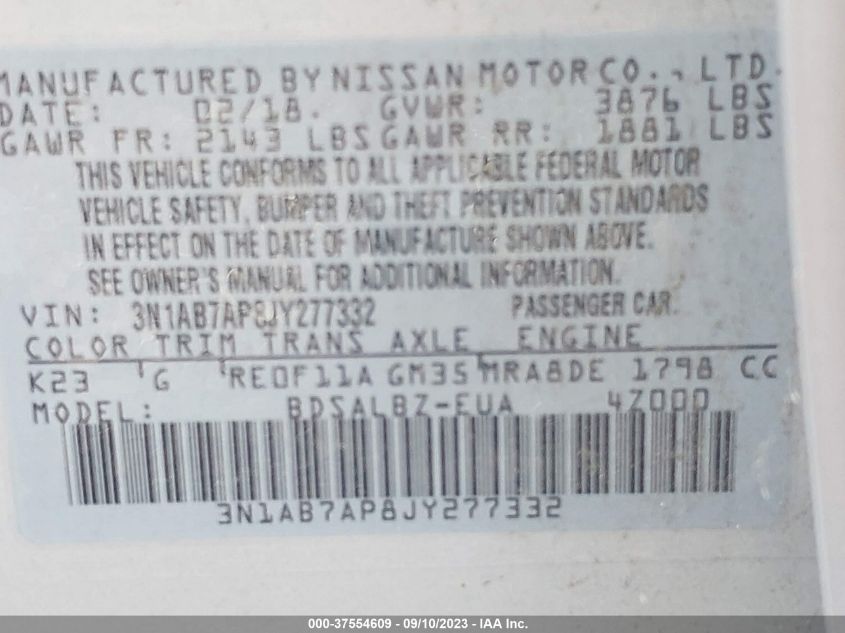 MANUFACTURED BY NISSAN MOTOR CO., LTD.
DATE: 02/18. GVWR: 3876 LBS
GAWR FR: 2143 LBS GAWR RR: 1881 LBS
THIS VEHICLE CONFORMS TO ALL APPLICABLE FEDERAL MOTOR
VEHICLE SAFETY, BUMPER AND THEFT PREVENTION STANDARDS
IN EFFECT ON THE DATE OF MANUFACTURE SHOWN ABOVE.
SEE OWNER'S MANUAL FOR ADDITIONAL INFORMATION.
VIN: 3N1AB7AP8JY277332 PASSENGER CAR.
COLOR TRIM TRANS AXLE ENGINE
K23 G RE0F11A GM35 MRA8DE 1798 CC
MODEL: BDSALBZ-EUA 4Z000
3N1AB7AP8JY277332
000-37554609 - 09/10/2023 - IAA Inc.